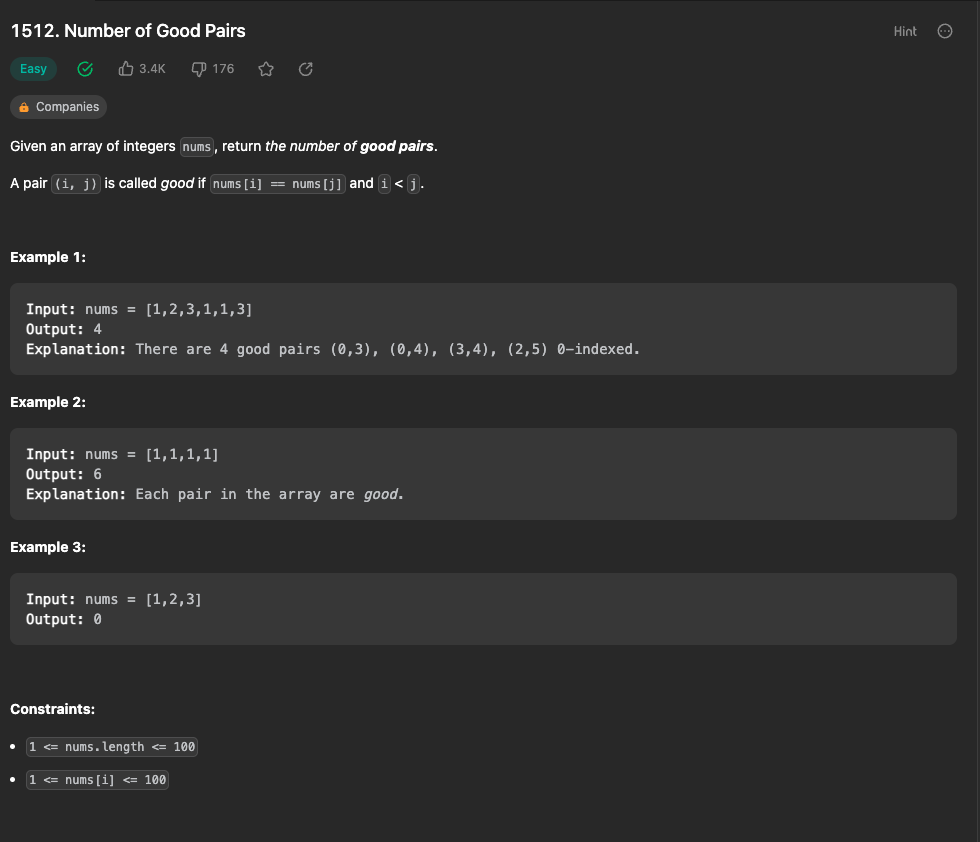 1512. Number of Good Pairs
Hint
Easy
3.4K
176
Companies
Given an array of integers nums, return the number of good pairs.
A pair (i, j) is called good if nums[i] == nums[j] and i < j.
Example 1:
Input: nums = [1,2,3,1,1,3]
Output: 4
Explanation: There are 4 good pairs (0,3), (0,4), (3,4), (2,5) 0-indexed.
Example 2:
Input: nums = [1,1,1,1]
Output: 6
Explanation: Each pair in the array are good.
Example 3:
Input: nums = [1,2,3]
Output: 0
Constraints:
1 <= nums.length <= 100
1 <= nums[i] <= 100